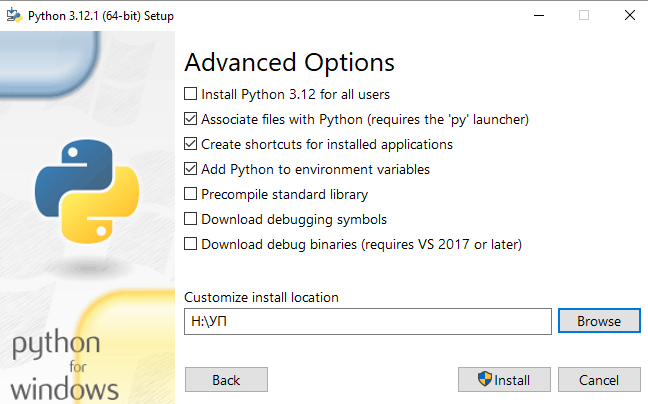 Python 3.12.1 (64-bit) Setup
Advanced Options
Install Python 3.12 for all users
Associate files with Python (requires the 'py' launcher)
Create shortcuts for installed applications
Add Python to environment variables
Precompile standard library
Download debugging symbols
Download debug binaries (requires VS 2017 or later)
Customize install location
H:\УП
Browse
python
for
windows
Back
Install
Cancel